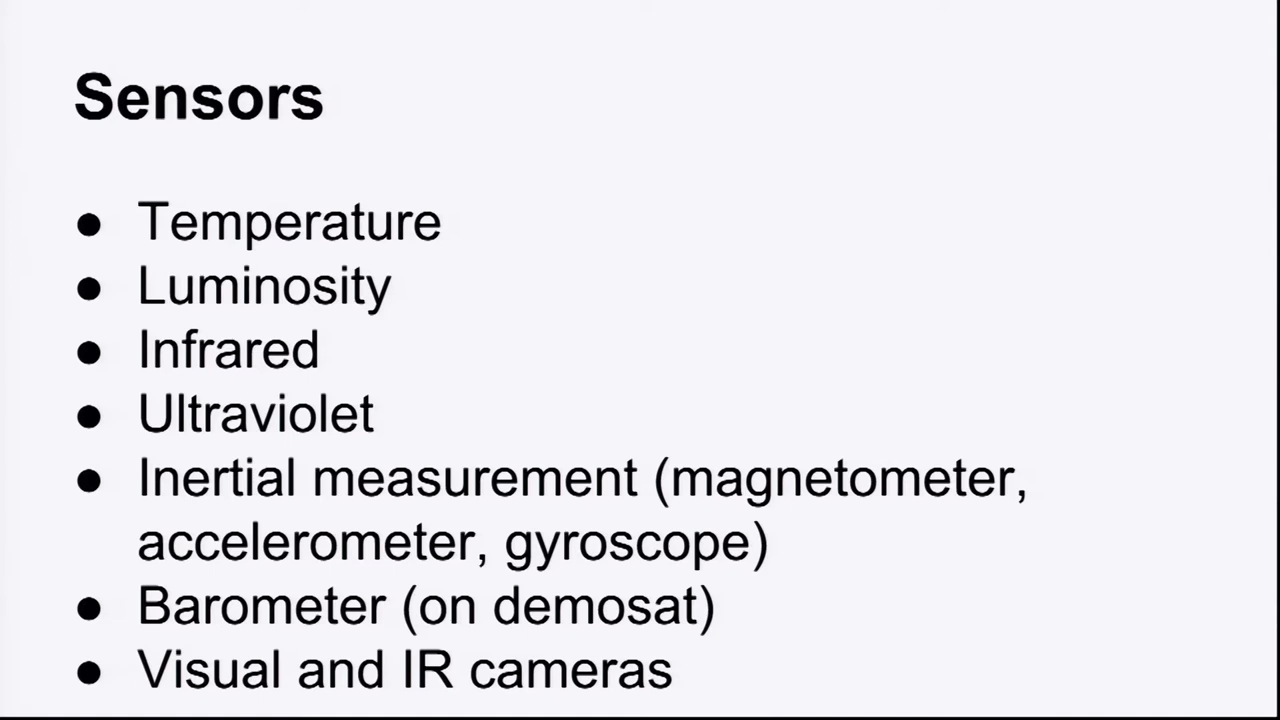 Sensors
● Temperature
● Luminosity
● Infrared
● Ultraviolet
● Inertial measurement (magnetometer,
accelerometer, gyroscope)
● Barometer (on demosat)
● Visual and IR cameras